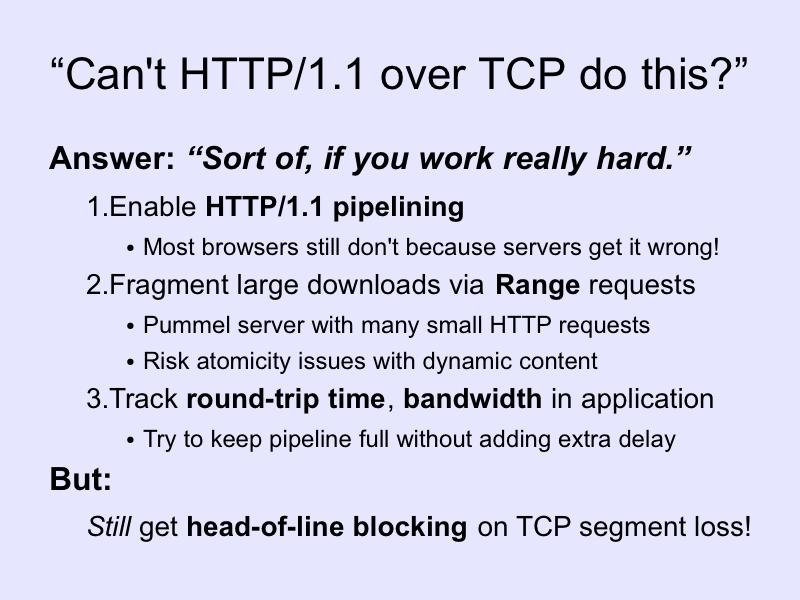 “Can't HTTP/1.1 over TCP do this?”
Answer: “Sort of, if you work really hard.”
1.Enable HTTP/1.1 pipelining
• Most browsers still don't because servers get it wrong!
2.Fragment large downloads via Range requests
• Pummel server with many small HTTP requests
• Risk atomicity issues with dynamic content
3.Track round-trip time, bandwidth in application
• Try to keep pipeline full without adding extra delay
But:
Still get head-of-line blocking on TCP segment loss!